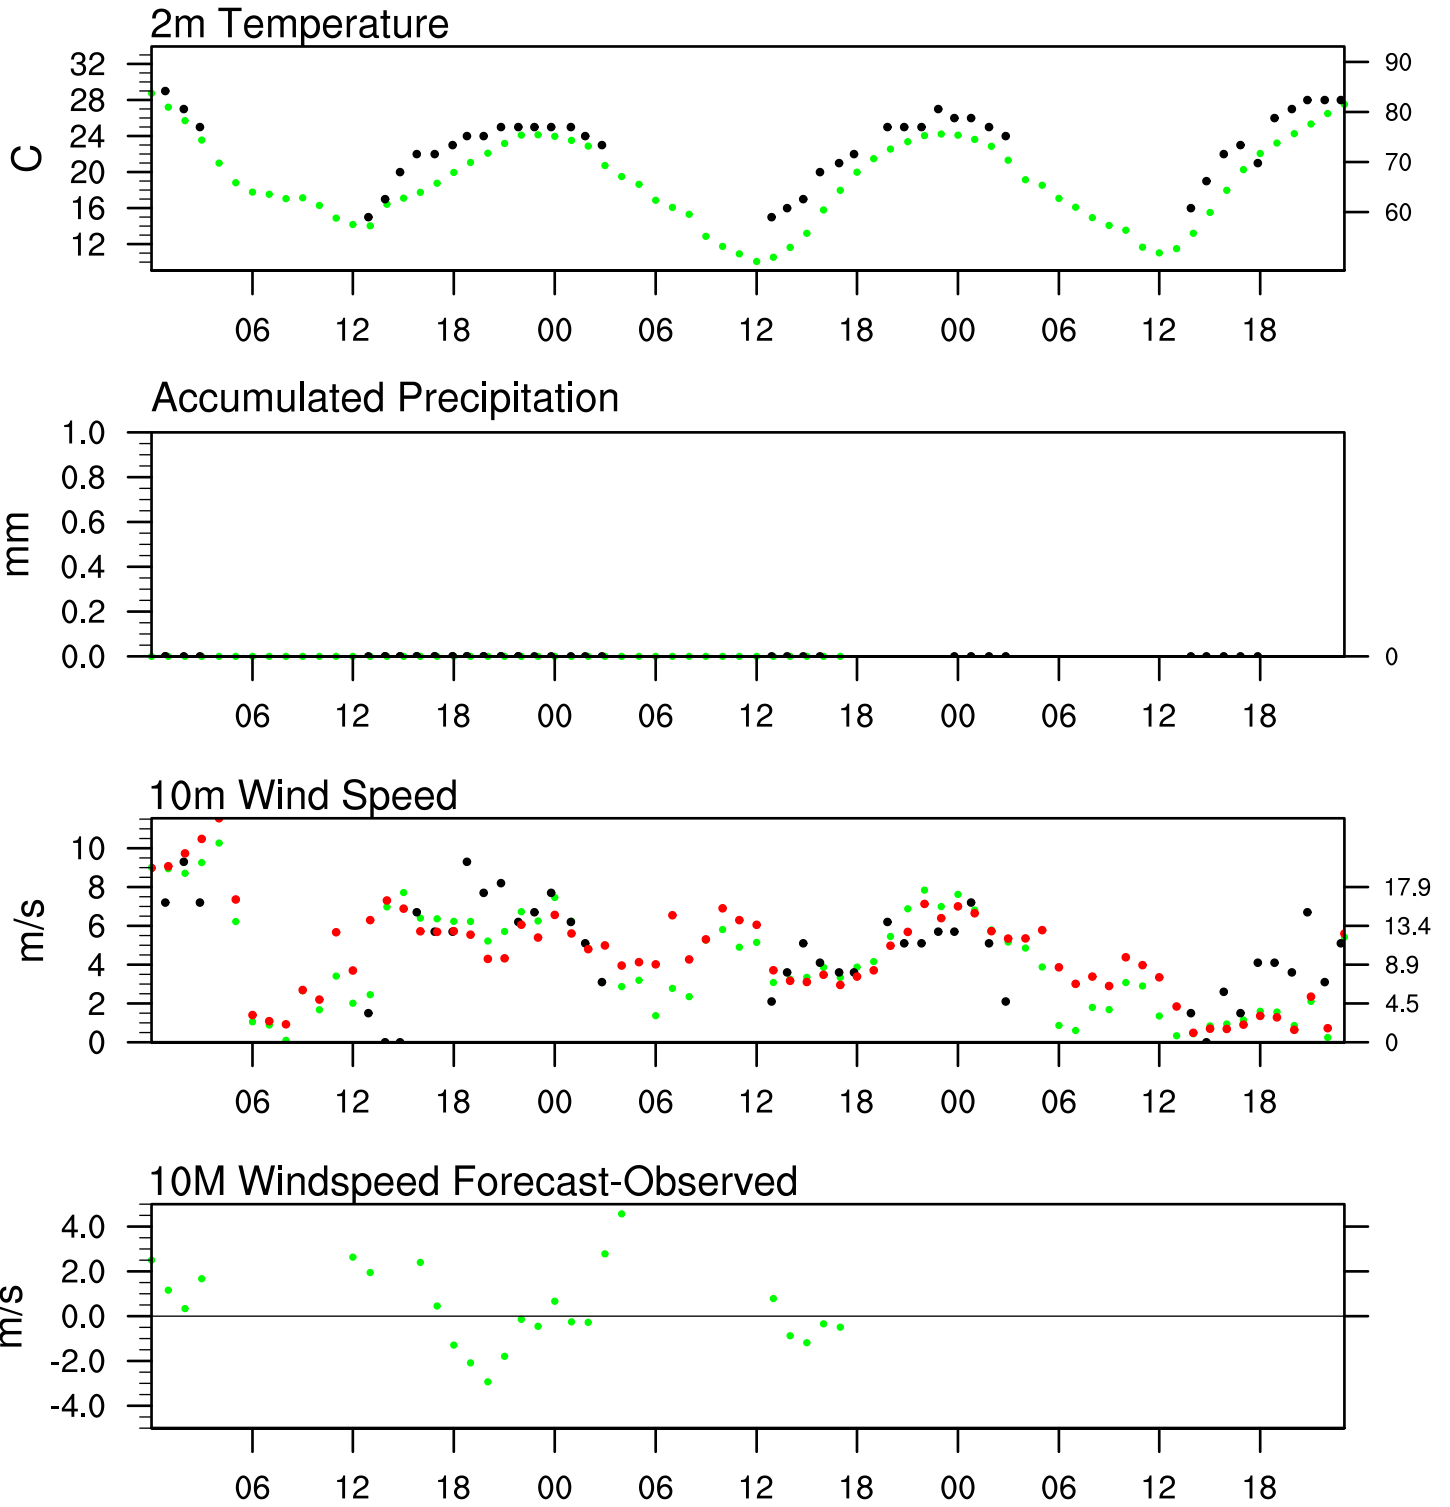 2m Temperature
32 90
28 80
24
C
20 70
16 60
12
06 12 18 00 06 12 18 00 06 12 18
Accumulated Precipitation
1.0
0.8
0.6
mm
0.4
0.2
0.0 0
06 12 18 00 06 12 18 00 06 12 18
10m Wind Speed
10
8 17.9
6 13.4
m/s
4 8.9
2 4.5
0 0
06 12 18 00 06 12 18 00 06 12 18
10M Windspeed Forecast-Observed
4.0
2.0
0.0
m/s
-2.0
-4.0
06 12 18 00 06 12 18 00 06 12 18